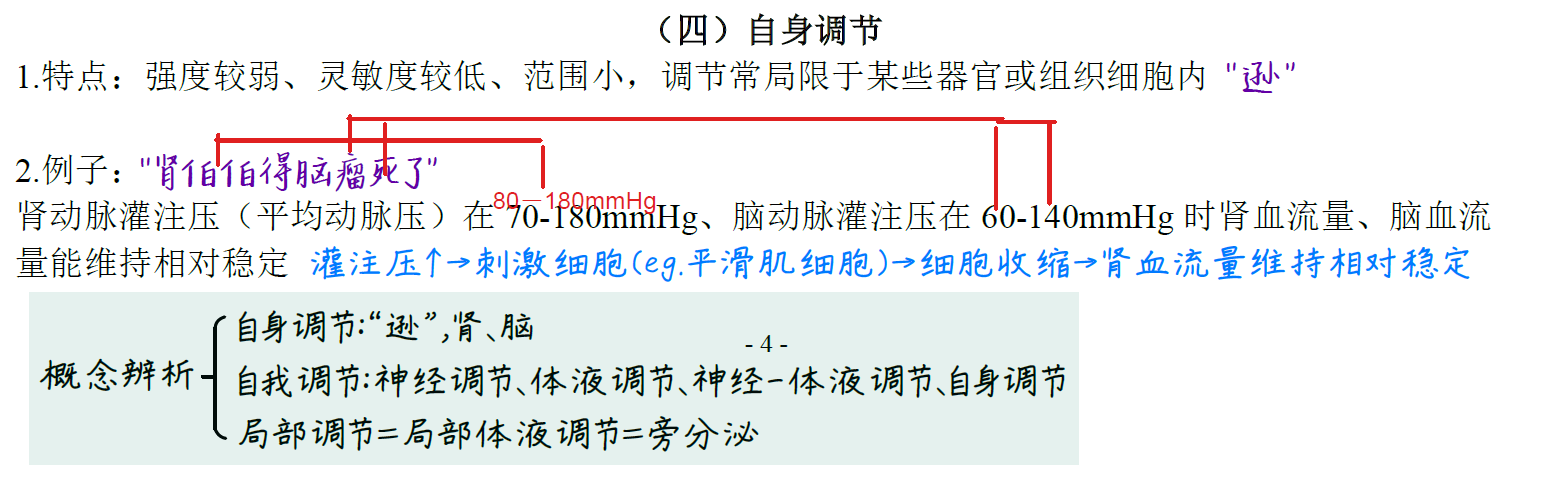 （四）自身调节
1.特点：强度较弱、灵敏度较低、范围小，调节常局限于某些器官或组织细胞内 "逊"
2.例子："肾伯伯得脑瘤死了"
80－180mmHg
肾动脉灌注压（平均动脉压）在 70-180mmHg、脑动脉灌注压在 60-140mmHg 时肾血流量、脑血流
量能维持相对稳定 灌注压↑→刺激细胞(eg.平滑肌细胞)→细胞收缩→肾血流量维持相对稳定
概念辨析
自身调节:“逊”,肾、脑
- 4 -
自我调节:神经调节、体液调节、神经-体液调节、自身调节
局部调节=局部体液调节=旁分泌